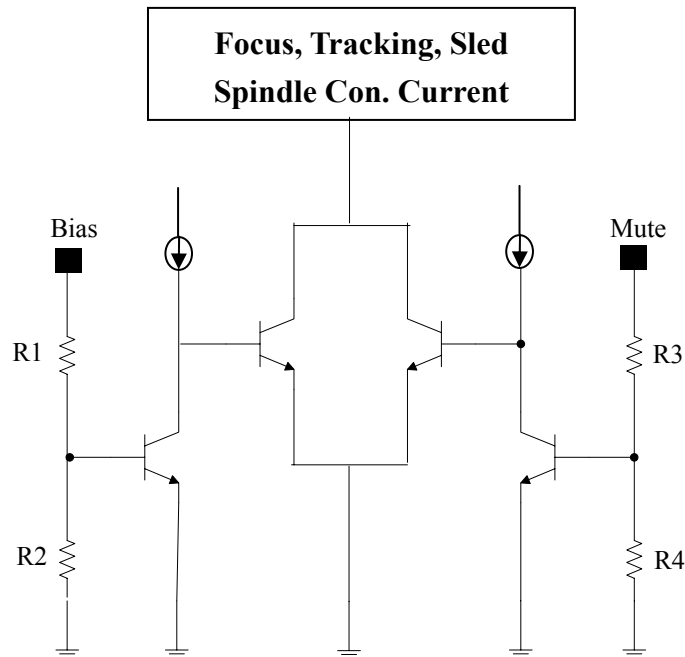 Focus, Tracking, Sled
Spindle Con. Current
Bias
Mute
R1
R3
R2
R4